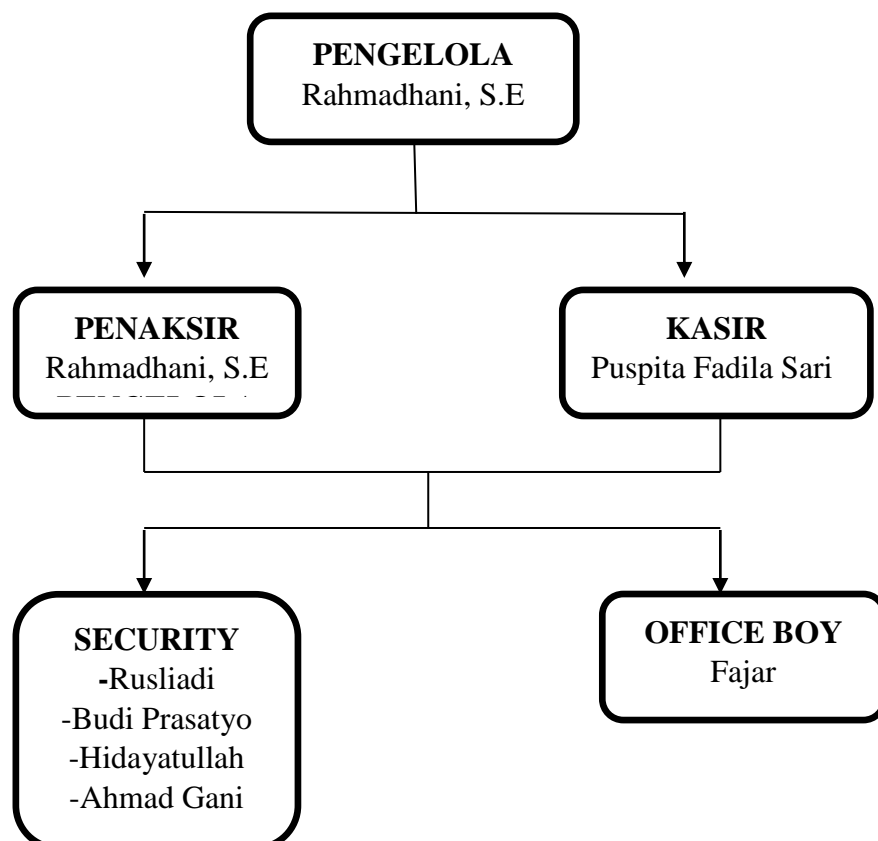 PENGELOLA
Rahmadhani, S.E
PENAKSIR
Rahmadhani, S.E
KASIR
Puspita Fadila Sari
SECURITY
-Rusliadi
-Budi Prasatyo
-Hidayatullah
-Ahmad Gani
OFFICE BOY
Fajar